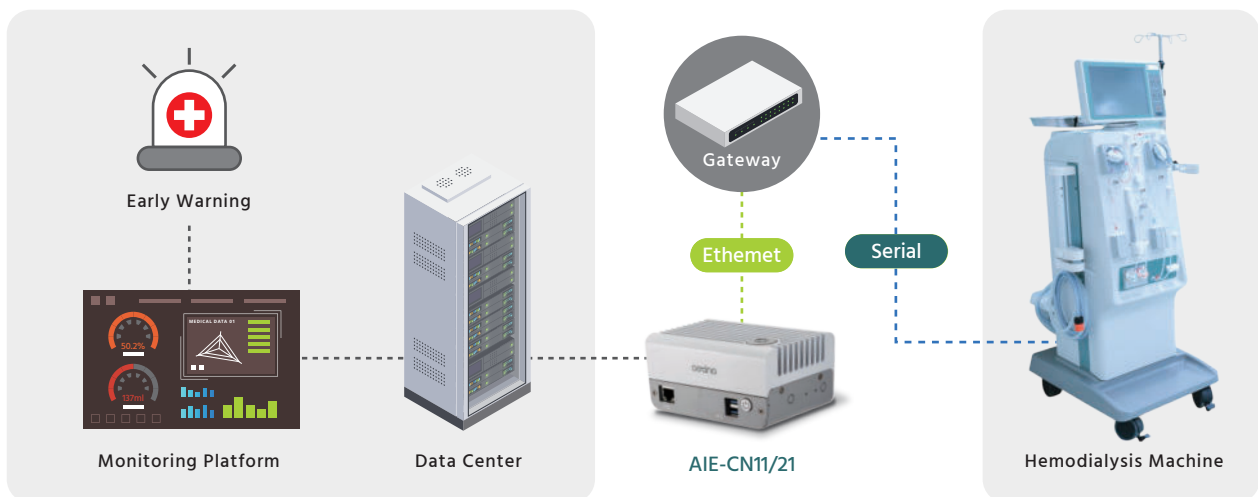 Early Warning
MEDICAL DATA 01
50.2%
137ml
Monitoring Platform
Data Center
Gateway
Ethemet
Serial
AIE-CN11/21
Hemodialysis Machine